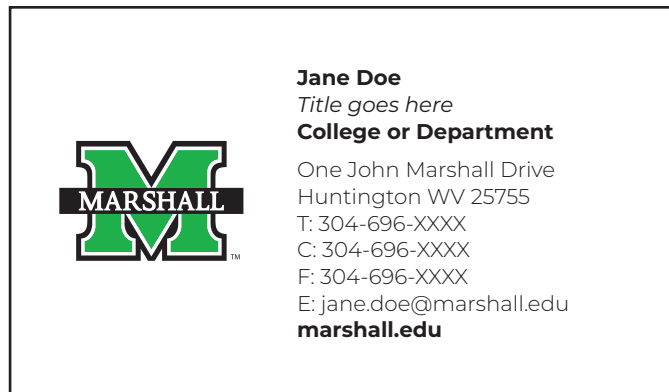 MARSHALL
TM
Jane Doe
Title goes here
College or Department
One John Marshall Drive
Huntington WV 25755
T: 304-696-XXXX
C: 304-696-XXXX
F: 304-696-XXXX
E: jane.doe@marshall.edu
marshall.edu